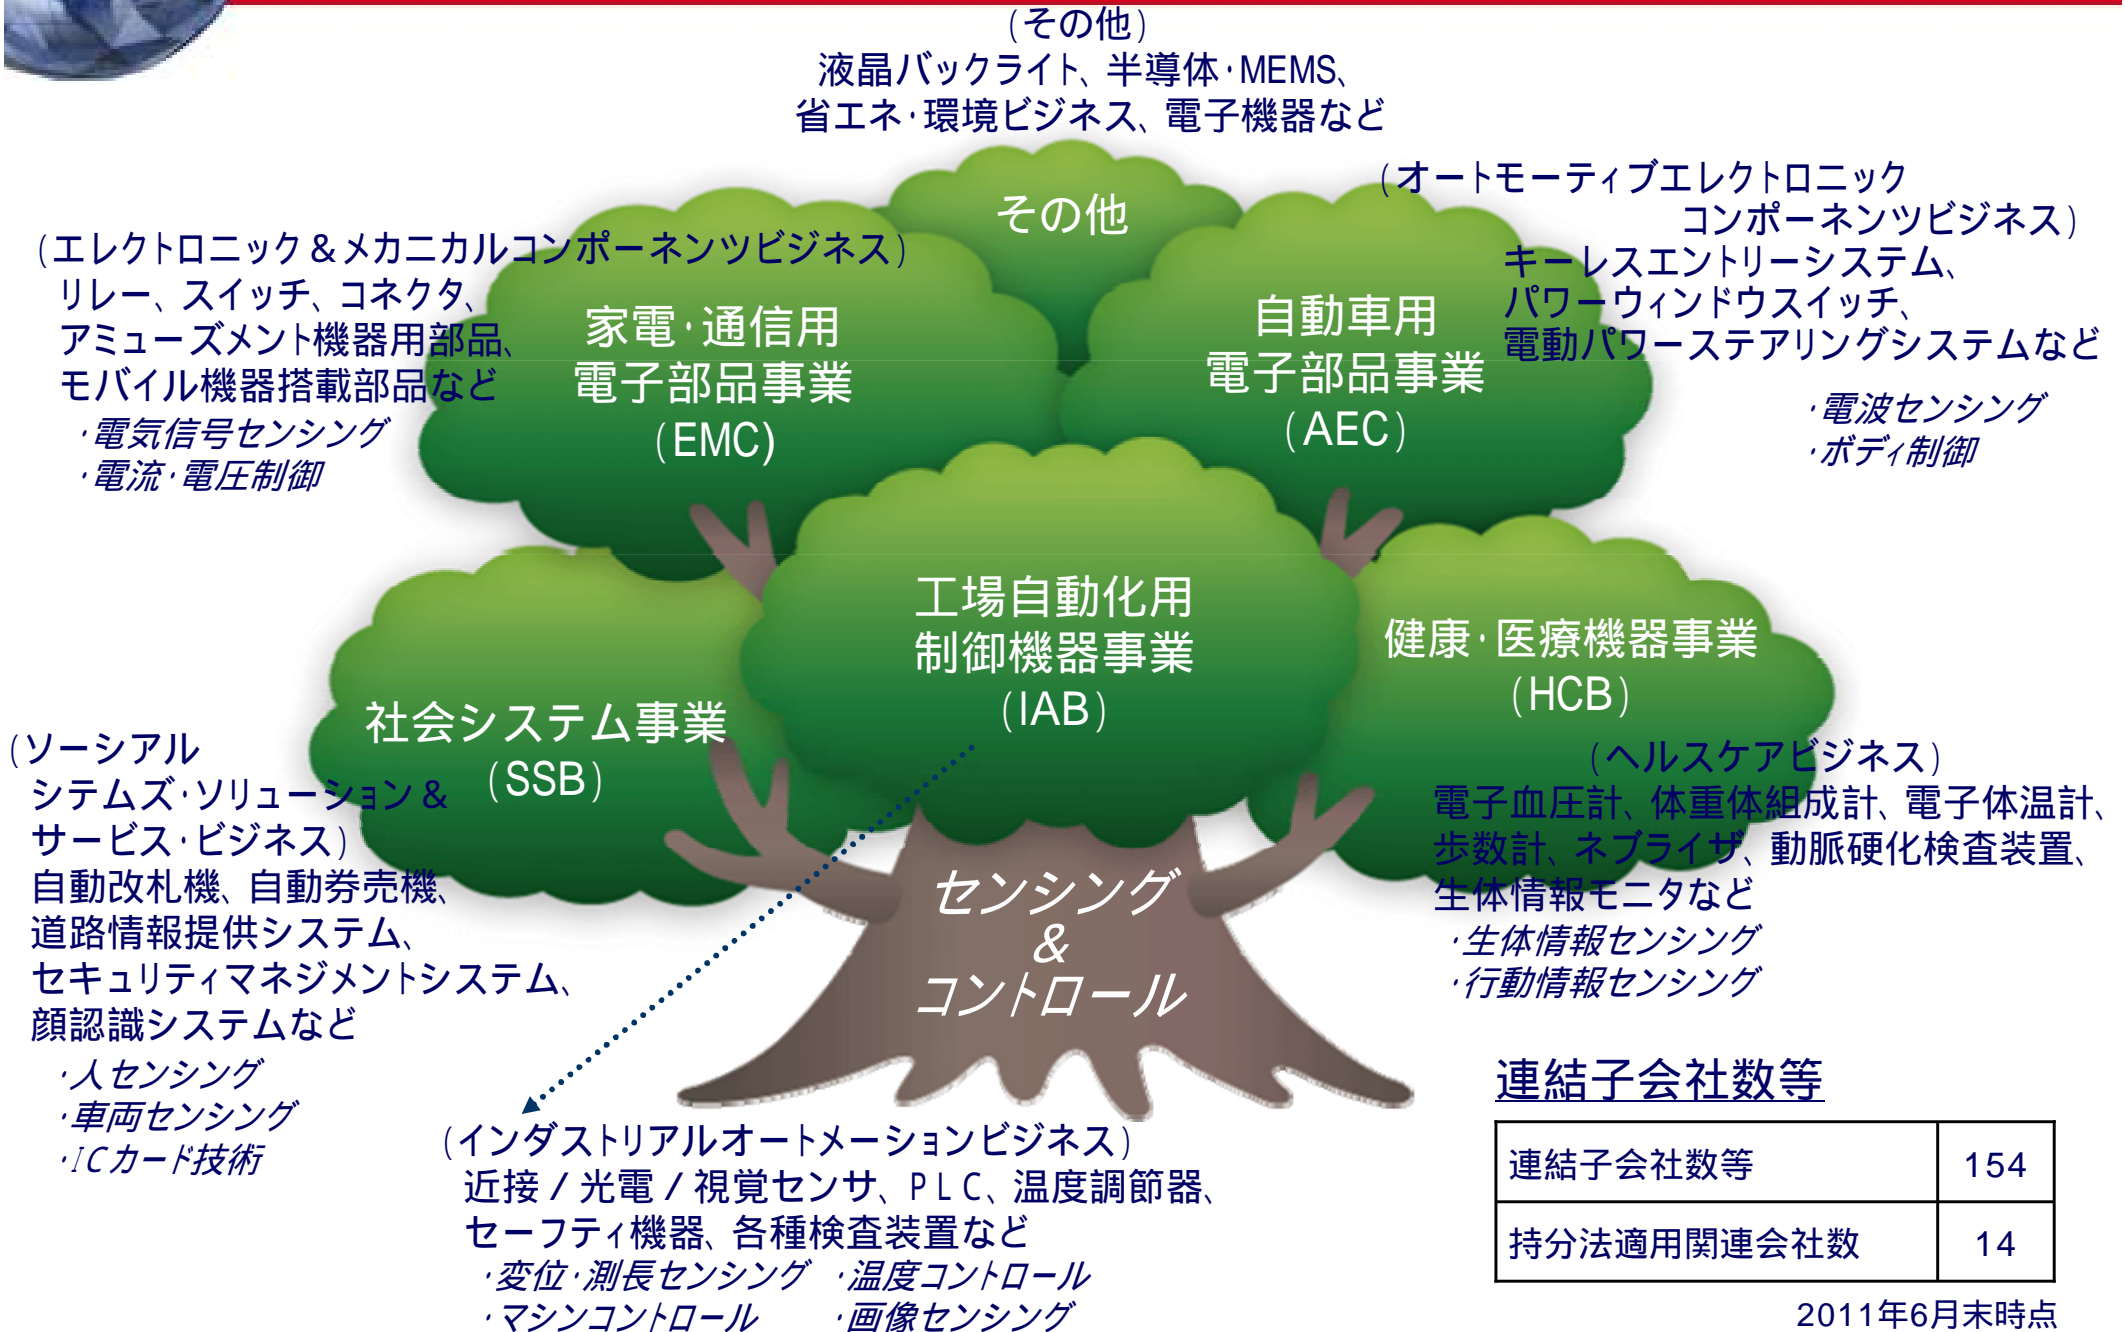 (その他)
液晶バックライト、半導体・MEMS、
省エネ・環境ビジネス、電子機器など
その他
(オートモーティブエレクトロニック
コンポーネンツビジネス)
キーレスエントリーシステム、
パワーウィンドウスイッチ、
電動パワーステアリングシステムなど
・電波センシング
・ボディ制御
(エレクトロニック&メカニカルコンポーネンツビジネス)
リレー、スイッチ、コネクタ、
アミューズメント機器用部品、
モバイル機器搭載部品など
・電気信号センシング
・電流・電圧制御
家電・通信用
電子部品事業
(EMC)
自動車用
電子部品事業
(AEC)
工場自動化用
制御機器事業
(IAB)
健康・医療機器事業
(HCB)
社会システム事業
(SSB)
(ソーシアル
シテムズ・ソリューション&
サービス・ビジネス)
自動改札機、自動券売機、
道路情報提供システム、
セキュリティマネジメントシステム、
顔認識システムなど
・人センシング
・車両センシング
・ICカード技術
(ヘルスケアビジネス)
電子血圧計、体重体組成計、電子体温計、
歩数計、ネブライザ、動脈硬化検査装置、
生体情報モニタなど
・生体情報センシング
・行動情報センシング
センシング
&
コントロール
(インダストリアルオートメーションビジネス)
近接/光電/視覚センサ、PLC、温度調節器、
セーフティ機器、各種検査装置など
・変位・測長センシング ・温度コントロール
・マシンコントロール ・画像センシング
連結子会社数等
連結子会社数等 154
持分法適用関連会社数 14
2011年6月末時点